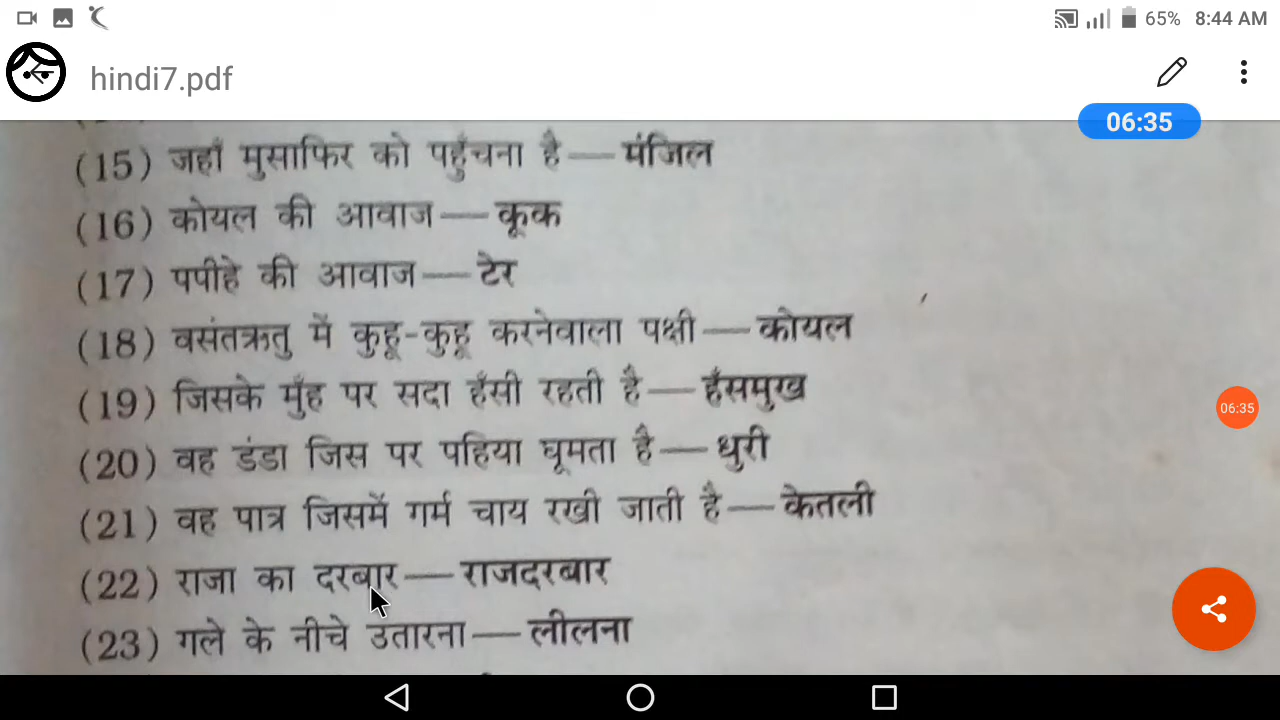 65% 8:44 AM
hindi7.pdf
06:35
(15) जहाँ मुसाफिर को पहुँचना है — मंजिल
(16) कोयल की आवाज — कूक
(17) पपीहे की आवाज — टेर
(18) वसंतऋतु में कुहू-कुहू करनेवाला पक्षी — कोयल
(19) जिसके मुँह पर सदा हँसी रहती है — हँसमुख
06:35
(20) वह डंडा जिस पर पहिया घूमता है — धुरी
(21) वह पात्र जिसमें गर्म चाय रखी जाती है — केतली
(22) राजा का दरबार — राजदरबार
(23) गले के नीचे उतारना — लीलना